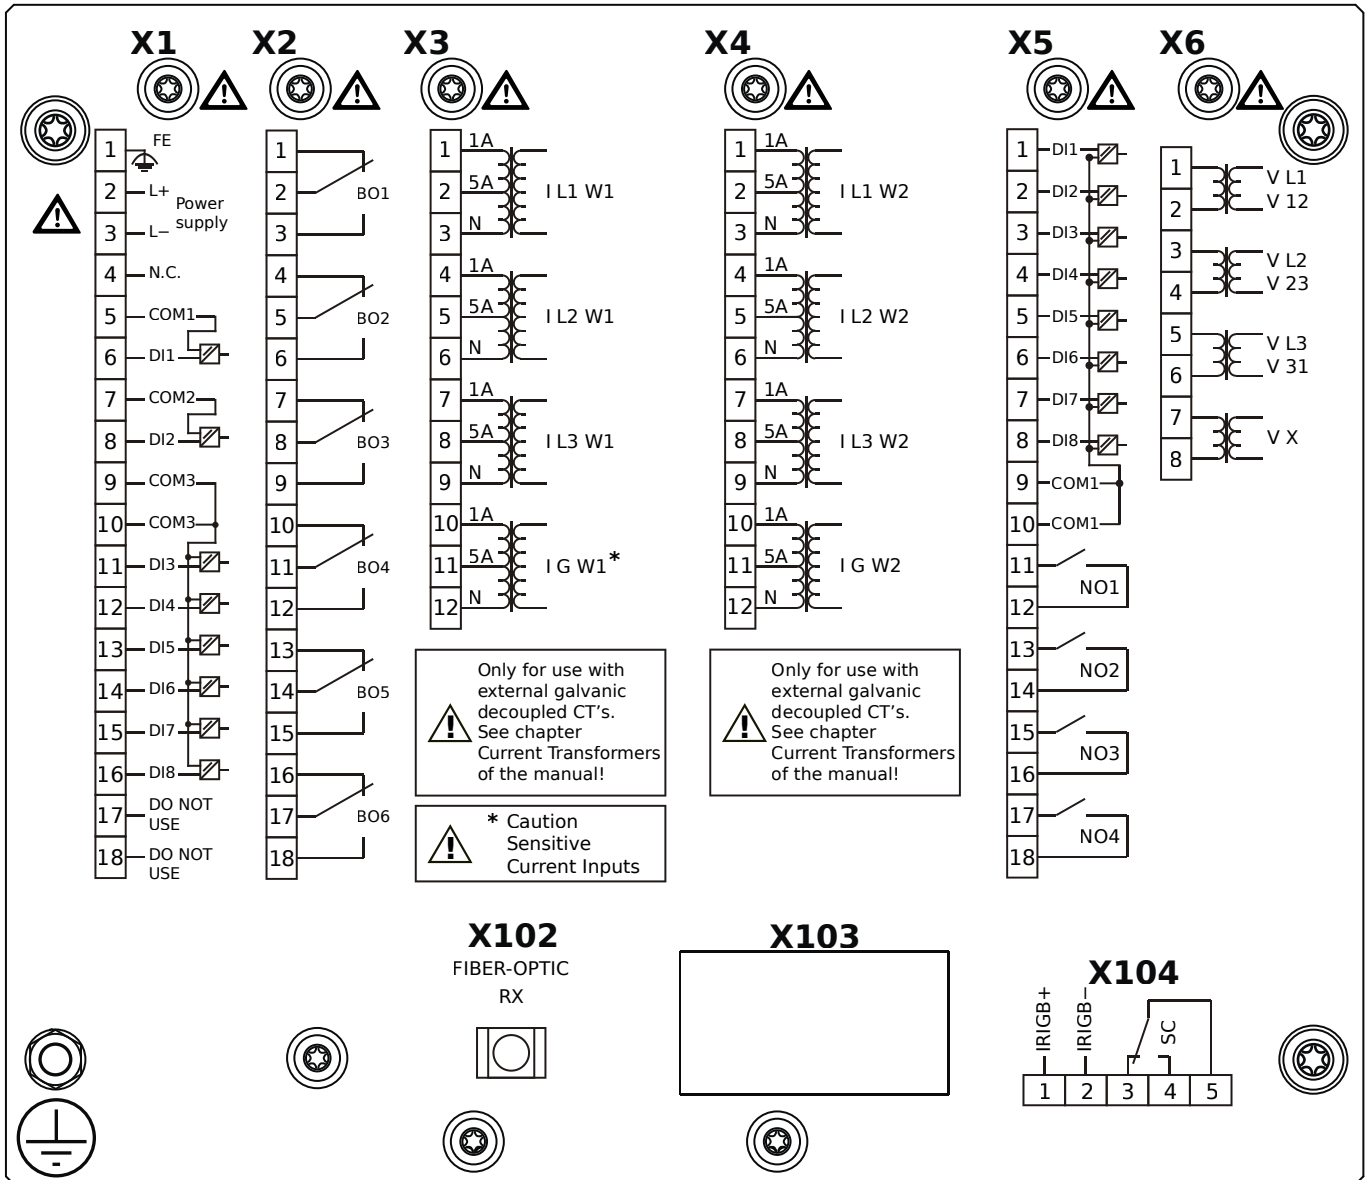 X1
X2
X3
X4
X5
X6
1
FE
2
L+
Power
supply
3
L−
4
N.C.
5
COM1
6
DI1
7
COM2
8
DI2
9
COM3
10
COM3
11
DI3
12
DI4
13
DI5
14
DI6
15
DI7
16
DI8
17
DO NOT
USE
18
DO NOT
USE
1
2
BO1
3
4
5
BO2
6
7
8
BO3
9
10
11
BO4
12
13
14
BO5
15
16
17
BO6
18
1
1A
2
5A
I L1 W1
3
N
4
1A
5
5A
I L2 W1
6
N
7
1A
8
5A
I L3 W1
9
N
10
1A
11
5A
I G W1*
12
N
Only for use with
external galvanic
decoupled CT's.
See chapter
Current Transformers
of the manual!
* Caution
Sensitive
Current Inputs
1
1A
2
5A
I L1 W2
3
N
4
1A
5
5A
I L2 W2
6
N
7
1A
8
5A
I L3 W2
9
N
10
1A
11
5A
I G W2
12
N
Only for use with
external galvanic
decoupled CT's.
See chapter
Current Transformers
of the manual!
1
DI1
2
DI2
3
DI3
4
DI4
5
DI5
6
DI6
7
DI7
8
DI8
9
COM1
10
COM1
11
NO1
12
13
NO2
14
15
NO3
16
17
NO4
18
1
V L1
2
V 12
3
V L2
4
V 23
5
V L3
6
V 31
7
V X
8
X102
FIBER-OPTIC
RX
X103
X104
IRIGB+
IRIGB−
SC
1 2 3 4 5